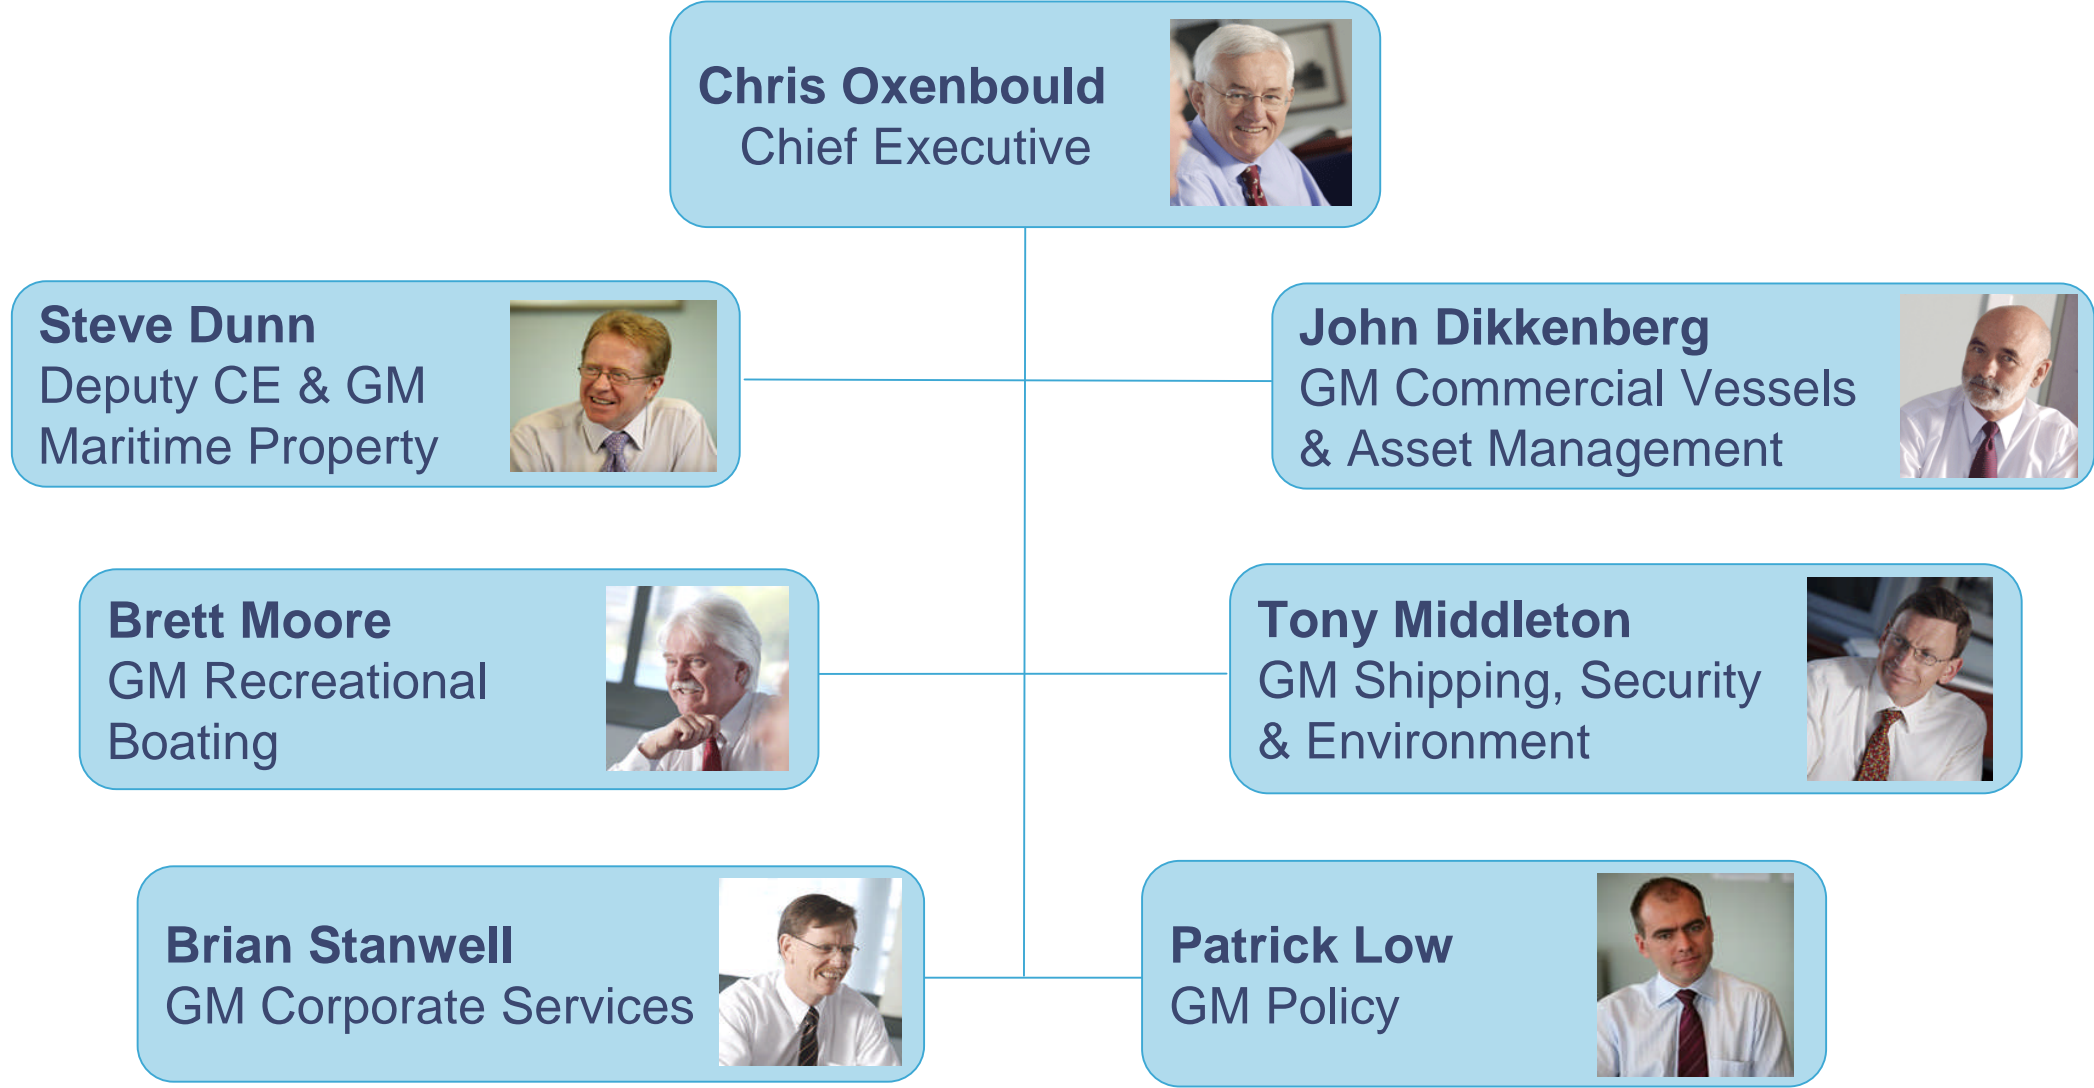 Chris Oxenbould
Chief Executive
Steve Dunn
Deputy CE & GM
Maritime Property
John Dikkenberg
GM Commercial Vessels
& Asset Management
Brett Moore
GM Recreational
Boating
Tony Middleton
GM Shipping, Security
& Environment
Brian Stanwell
GM Corporate Services
Patrick Low
GM Policy